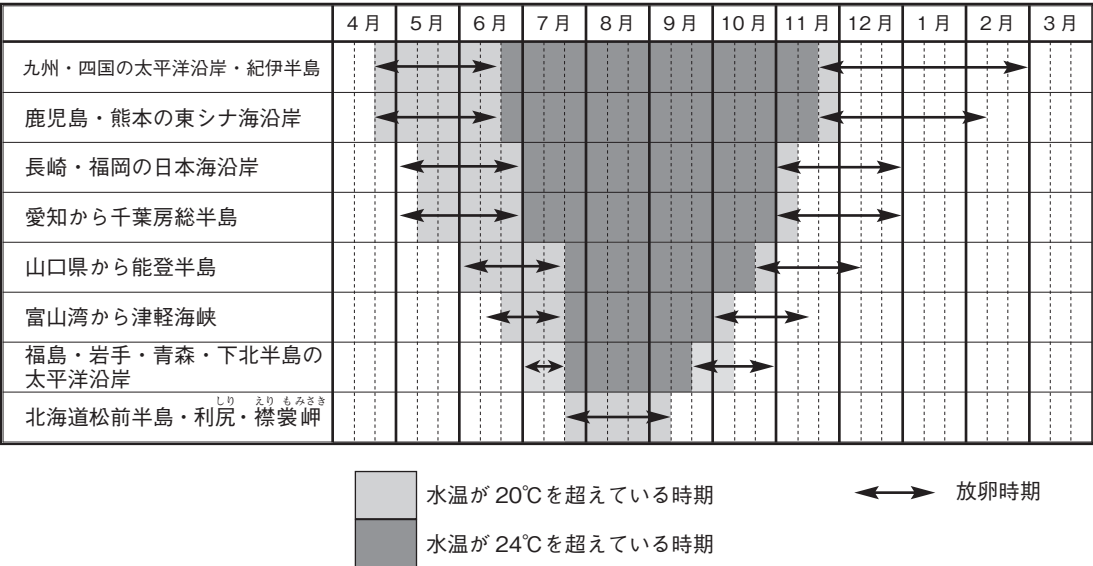 4月 5月 6月 7月 8月 9月 10月 11月 12月 1月 2月 3月
九州・四国の太平洋沿岸・紀伊半島
鹿児島・熊本の東シナ海沿岸
長崎・福岡の日本海沿岸
愛知から千葉房総半島
山口県から能登半島
富山湾から津軽海峡
福島・岩手・青森・下北半島の
太平洋沿岸
しり えり もみさき
北海道松前半島・利尻・襟裳岬
水温が 20℃を超えている時期
放卵時期
水温が 24℃を超えている時期